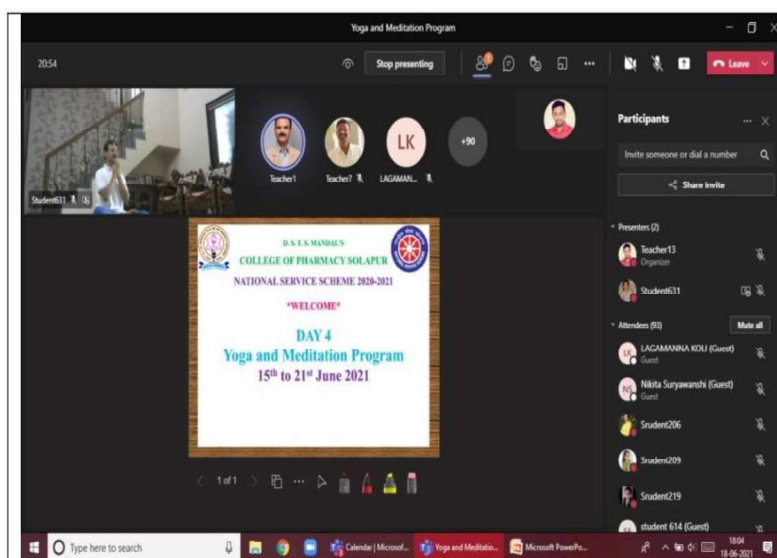 Yoga and Meditation Program
20:54
Stop presenting
1
Leave
Student631
Teacher1
Teacher7
LK
LAGAMAN...
+90
D. S. T. S. MANDAL'S
COLLEGE OF PHARMACY SOLAPUR
NATIONAL SERVICE SCHEME 2020-2021
*WELCOME*
DAY 4
Yoga and Meditation Program
15th to 21st June 2021
1 of 1
Participants
Invite someone or dial a number
Share invite
Presenters (2)
Teacher13
Organizer
Student631
Attendees (93)
Mute all
LK
LAGAMANNA KOLI (Guest)
Guest
NS
Nikita Suryawanshi (Guest)
Guest
Srudent206
Srudent209
Srudent219
student 614 (Guest)
Type here to search
Calendar | Microsof...
Yoga and Meditatio...
Microsoft PowerPo...
18:04
18-06-2021